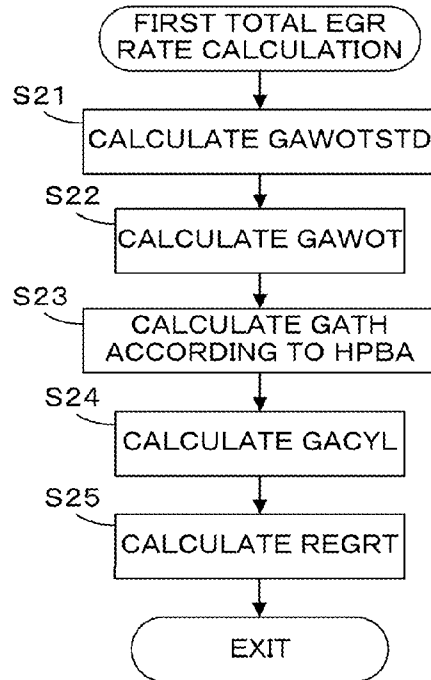 FIRST TOTAL EGR
RATE CALCULATION
S21
CALCULATE GAWOTSTD
S22
CALCULATE GAWOT
S23
CALCULATE GATH
ACCORDING TO HPBA
S24
CALCULATE GACYL
S25
CALCULATE REGRT
EXIT